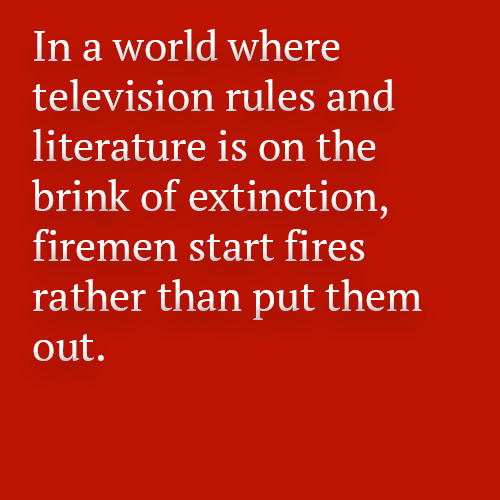 In a world where
television rules and
literature is on the
brink of extinction,
firemen start fires
rather than put them
out.